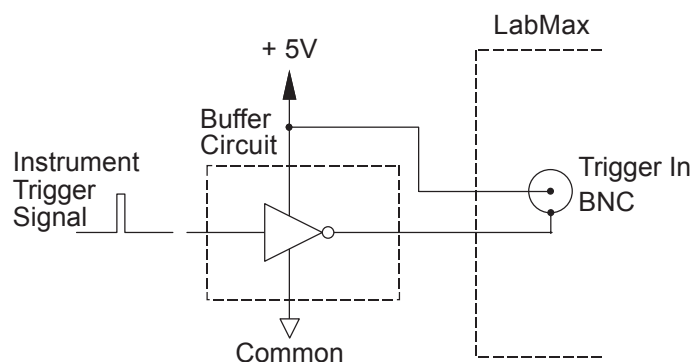 LabMax
+ 5V
Buffer
Circuit
Instrument
Trigger
Signal
Trigger In
BNC
Common